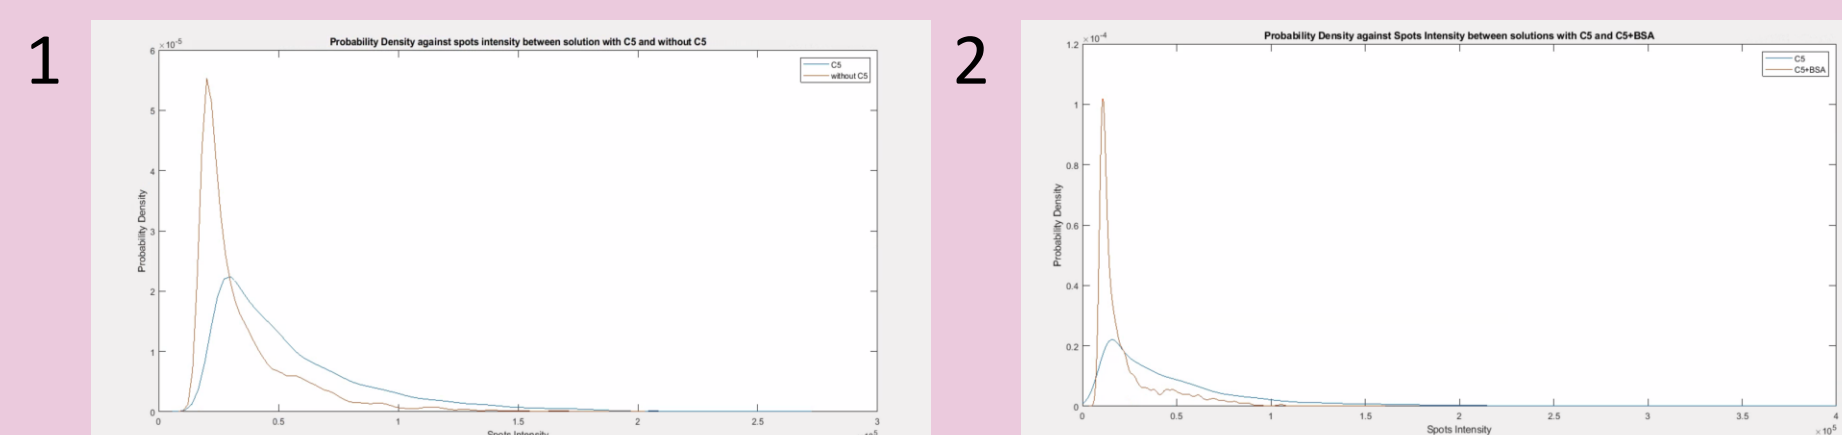 1
Probability Density against spots intensity between solution with C5 and without C5
×10⁻⁵
6
5
4
3
2
1
0
Probability Density
C5
without C5
0 0.5 1 1.5 2 2.5 3
Spots Intensity
×10⁵
2
Probability Density against Spots Intensity between solutions with C5 and C5+BSA
×10⁻⁴
1.2
1
0.8
0.6
0.4
0.2
0
Probability Density
C5
C5+BSA
0 0.5 1 1.5 2 2.5 3 3.5 4
Spots Intensity
×10⁵